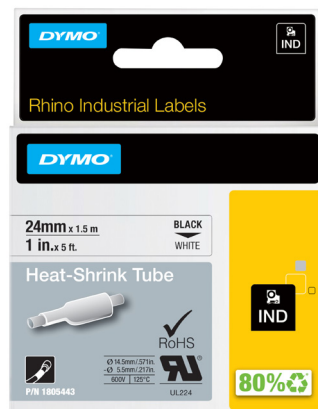 DYMO
IND
Rhino Industrial Labels
DYMO
24mm x 1.5 m
1 in. x 5 ft.
BLACK
WHITE
Heat-Shrink Tube
RoHS
Ø 14.5mm/.571in.
-Ø 5.5mm/.217in.
600V 125°C
P/N 1805443
UL224
IND
80%